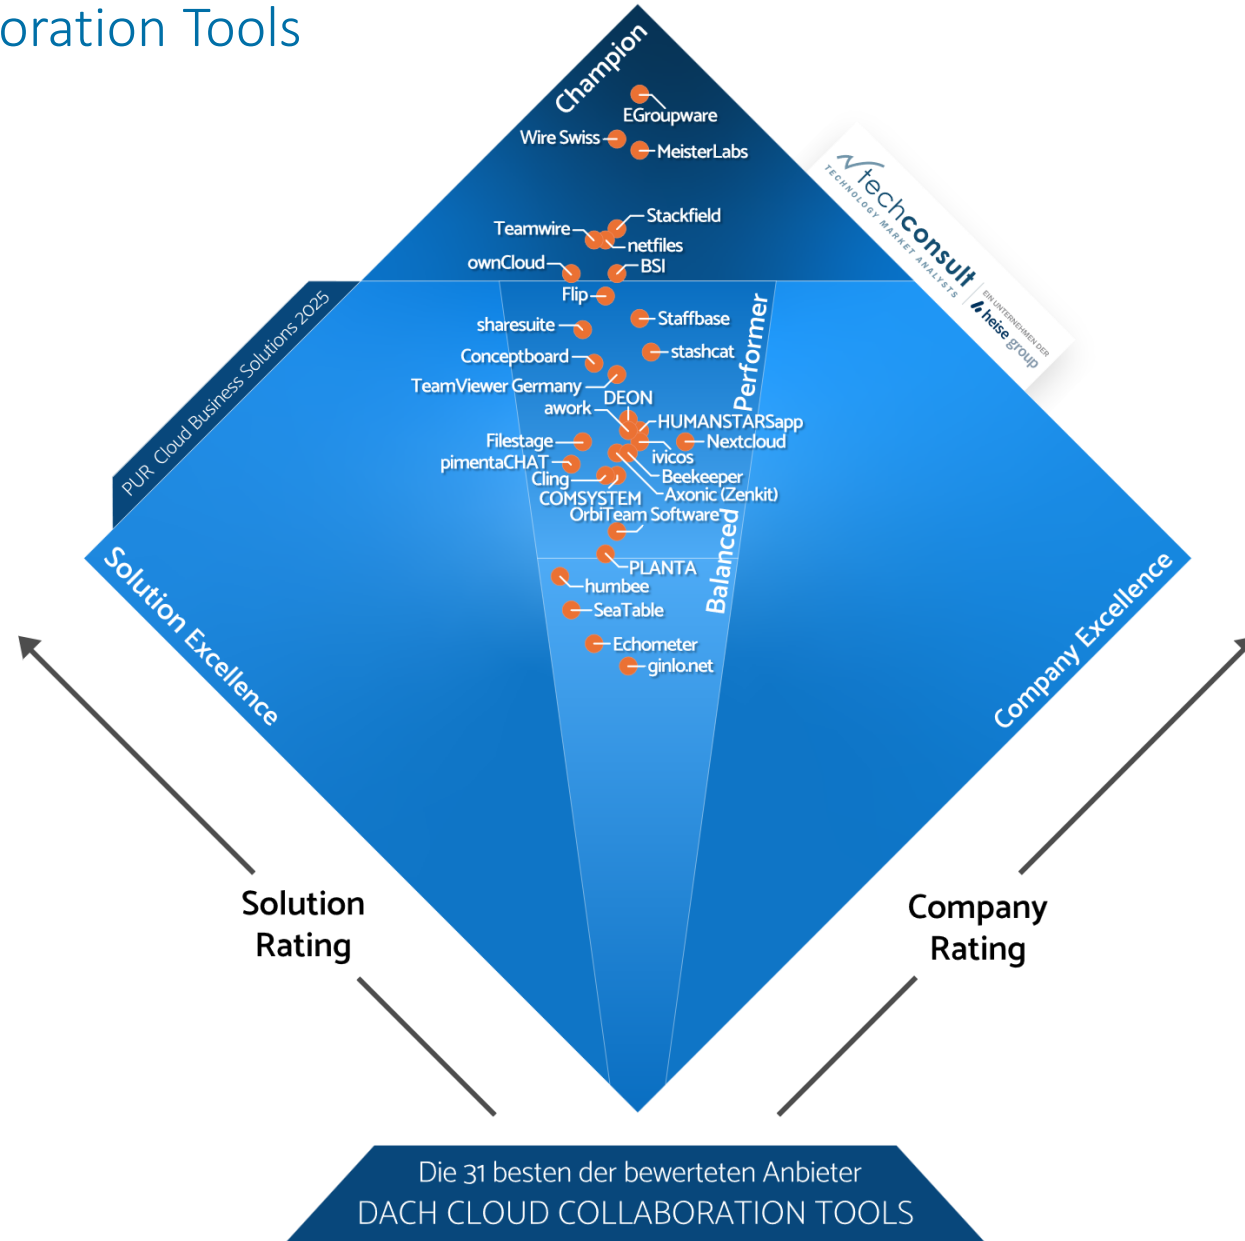 oration Tools
Champion
EGroupware
Wire Swiss
MeisterLabs
techconsult
TECHNOLOGY MARKET ANALYSTS
EIN UNTERNEHMEN DER
heise group
Stackfield
Teamwire
netfiles
ownCloud
BSI
PUR Cloud Business Solutions 2025
Flip
Staffbase
sharesuite
stashcat
Conceptboard
TeamViewer Germany
Performer
DEON
awork
HUMANSTARSapp
Filestage
Nextcloud
ivicos
pimentaCHAT
Beekeeper
Cling
Axonic (Zenkit)
COMSYSTEM
OrbiTeam Software
Balanced
PLANTA
humbee
SeaTable
Echometer
ginlo.net
Solution Excellence
Company Excellence
Solution
Rating
Company
Rating
Die 31 besten der bewerteten Anbieter
DACH CLOUD COLLABORATION TOOLS